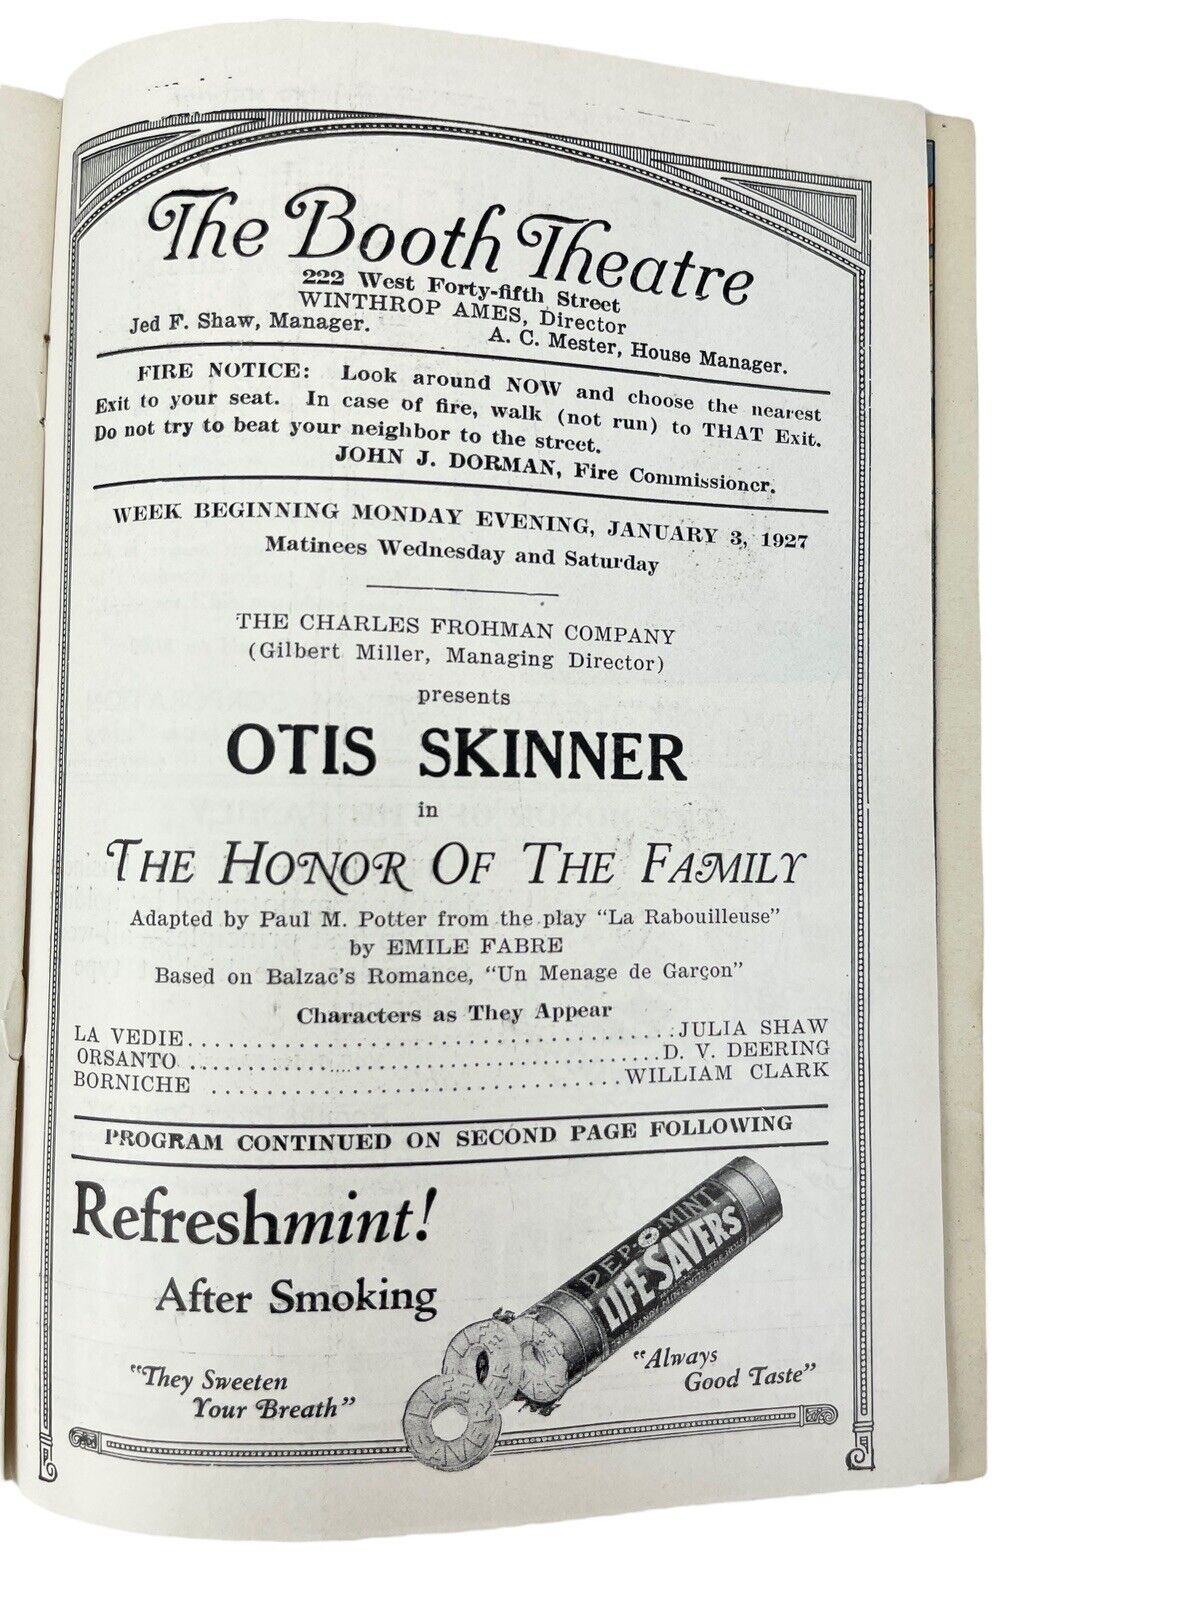 The Booth Theatre
222 West Forty-fifth Street
WINTHROP AMES, Director
Jed F. Shaw, Manager.
A. C. Mester, House Manager.
FIRE NOTICE: Look around NOW and choose the nearest
Exit to your seat. In case of fire, walk (not run) to THAT Exit.
Do not try to beat your neighbor to the street.
JOHN J. DORMAN, Fire Commissioner.
WEEK BEGINNING MONDAY EVENING, JANUARY 3, 1927
Matinees Wednesday and Saturday
THE CHARLES FROHMAN COMPANY
(Gilbert Miller, Managing Director)
presents
OTIS SKINNER
in
THE HONOR OF THE FAMILY
Adapted by Paul M. Potter from the play "La Rabouilleuse"
by EMILE FABRE
Based on Balzac's Romance, "Un Menage de Garçon"
Characters as They Appear
LA VEDIE........................................JULIA SHAW
ORSANTO........................................D. V. DEERING
BORNICHE........................................WILLIAM CLARK
PROGRAM CONTINUED ON SECOND PAGE FOLLOWING
Refreshmint!
After Smoking
"They Sweeten
Your Breath"
PEP-O-MINT
LIFE SAVERS
THE CANDY MINT WITH THE HOLE
"Always
Good Taste"